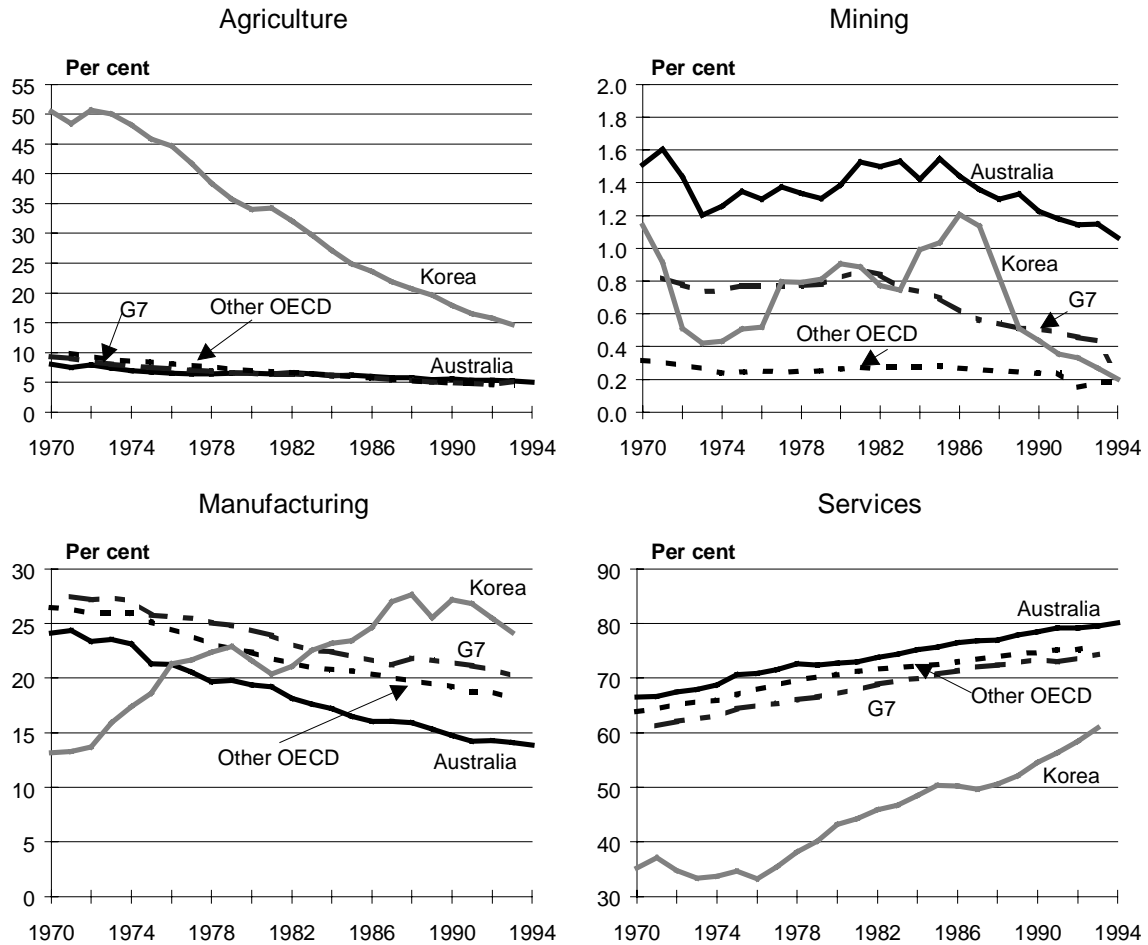 Agriculture
Per cent
55
50
45
40
35
30
25
20
15
10
5
0
Korea
G7
Other OECD
Australia
1970 1974 1978 1982 1986 1990 1994
Mining
Per cent
2.0
1.8
1.6
1.4
1.2
1.0
0.8
0.6
0.4
0.2
0.0
Australia
Korea
G7
Other OECD
1970 1974 1978 1982 1986 1990 1994
Manufacturing
Per cent
30
25
20
15
10
5
0
Korea
G7
Other OECD
Australia
1970 1974 1978 1982 1986 1990 1994
Services
Per cent
90
80
70
60
50
40
30
Australia
Other OECD
G7
Korea
1970 1974 1978 1982 1986 1990 1994